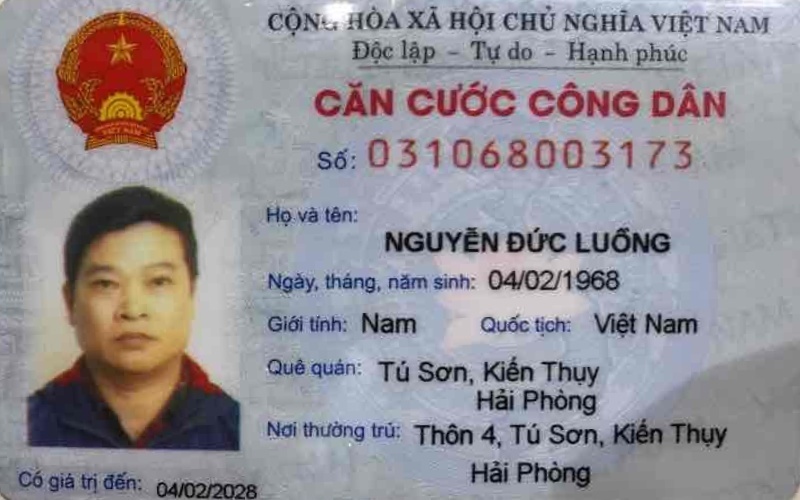 CỘNG HÒA XÃ HỘI CHỦ NGHĨA VIỆT NAM
Độc lập - Tự do - Hạnh phúc
CĂN CƯỚC CÔNG DÂN
Số: 031068003173
Họ và tên:
NGUYỄN ĐỨC LUỔNG
Ngày, tháng, năm sinh: 04/02/1968
Giới tính: Nam Quốc tịch: Việt Nam
Quê quán: Tú Sơn, Kiến Thụy
Hải Phòng
Nơi thường trú: Thôn 4, Tú Sơn, Kiến Thụy
Hải Phòng
Có giá trị đến: 04/02/2028
VIỆT NAM